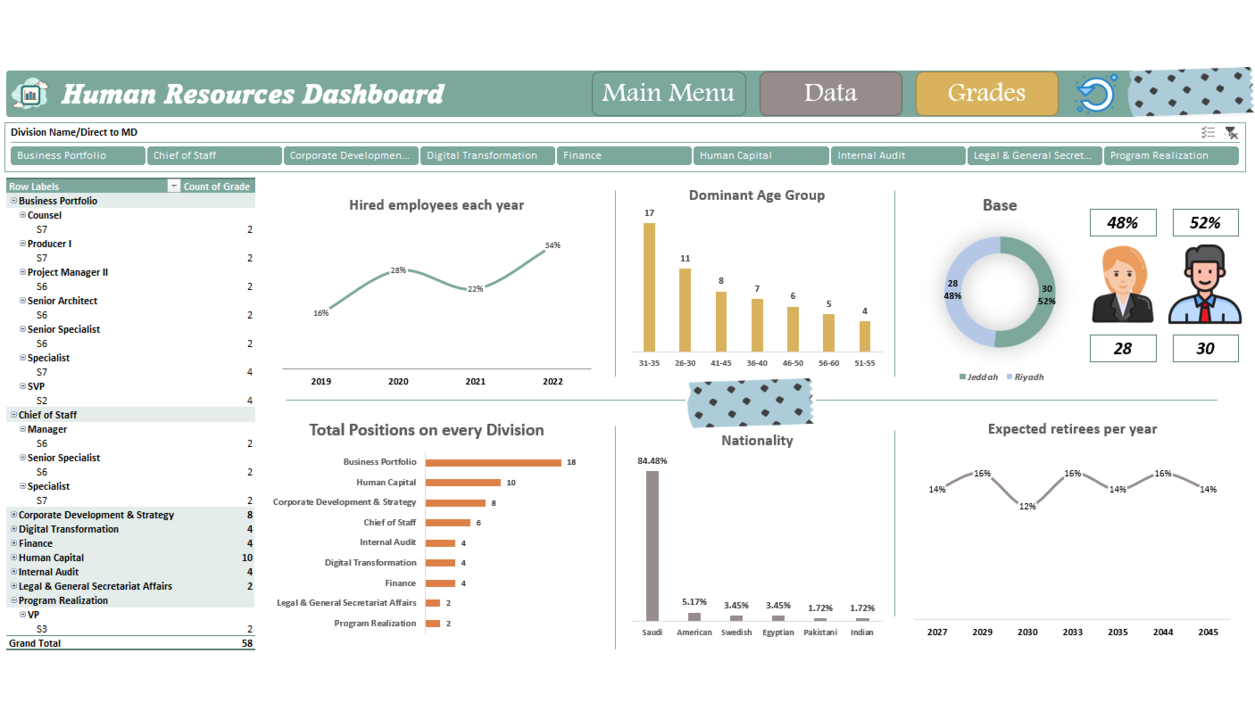 Human Resources Dashboard
Main Menu
Data
Grades
Division Name/Direct to MD
Business Portfolio
Chief of Staff
Corporate Developmen...
Digital Transformation
Finance
Human Capital
Internal Audit
Legal & General Secret...
Program Realization
Row Labels Count of Grade
Business Portfolio
Counsel
S7 2
Producer I
S7 2
Project Manager II
S6 2
Senior Architect
S6 2
Senior Specialist
S6 2
Specialist
S7 4
SVP
S2 4
Chief of Staff
Manager
S6 2
Senior Specialist
S6 2
Specialist
S7 2
Corporate Development & Strategy 8
Digital Transformation 4
Finance 4
Human Capital 10
Internal Audit 4
Legal & General Secretariat Affairs 2
Program Realization
VP
S3 2
Grand Total 58
Hired employees each year
16% 28% 22% 34%
2019 2020 2021 2022
Dominant Age Group
17 11 8 7 6 5 4
31-35 26-30 41-45 36-40 46-50 56-60 51-55
Base
28
48%
30
52%
Jeddah Riyadh
48% 52%
28 30
Total Positions on every Division
Business Portfolio 18
Human Capital 10
Corporate Development & Strategy 8
Chief of Staff 6
Internal Audit 4
Digital Transformation 4
Finance 4
Legal & General Secretariat Affairs 2
Program Realization 2
Nationality
84.48% 5.17% 3.45% 3.45% 1.72% 1.72%
Saudi American Swedish Egyptian Pakistani Indian
Expected retirees per year
14% 16% 12% 16% 14% 16% 14%
2027 2029 2030 2033 2035 2044 2045